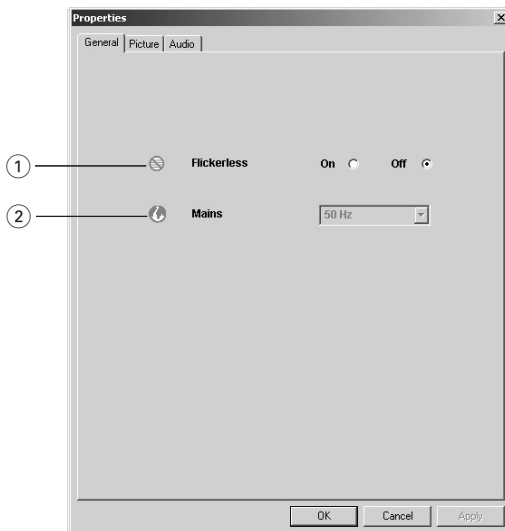 Properties
General Picture Audio
1 Flickerless On Off
2 Mains 50 Hz
OK Cancel Apply